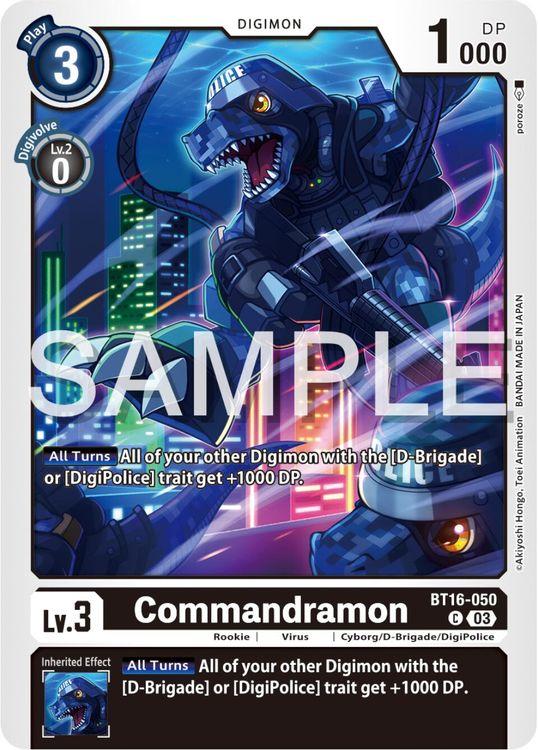 DIGIMON
Play
3
1000
DP
Digivolve
Lv.2
0
POLICE
poroze
SAMPLE
All Turns All of your other Digimon with the [D-Brigade]
or [DigiPolice] trait get +1000 DP.
©Akiyoshi Hongo, Toei Animation BANDAI MADE IN JAPAN
LICE
Lv.3
Commandramon
BT16-050
C 03
Rookie | Virus | Cyborg/D-Brigade/DigiPolice
Inherited Effect
All Turns All of your other Digimon with the
[D-Brigade] or [DigiPolice] trait get +1000 DP.